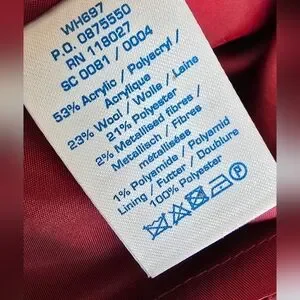 WH697
P.O. 0875550
RN 118027
SC 0081 / 0004
53% Acrylic / Polyacryl /
Acrylique
23% Wool / Wolle / Laine
21% Polyester
2% Metallised fibres /
Metallisch / Fibres
métallisées
1% Polyamide / Polyamid
Lining / Futter / Doublure
100% Polyester